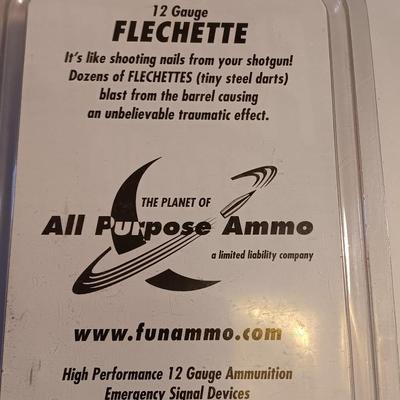 12 Gauge
FLECHETTE
It's like shooting nails from your shotgun!
Dozens of FLECHETTES (tiny steel darts)
blast from the barrel causing
an unbelievable traumatic effect.
THE PLANET OF
All Purpose Ammo
a limited liability company
www.funammo.com
High Performance 12 Gauge Ammunition
Emergency Signal Devices